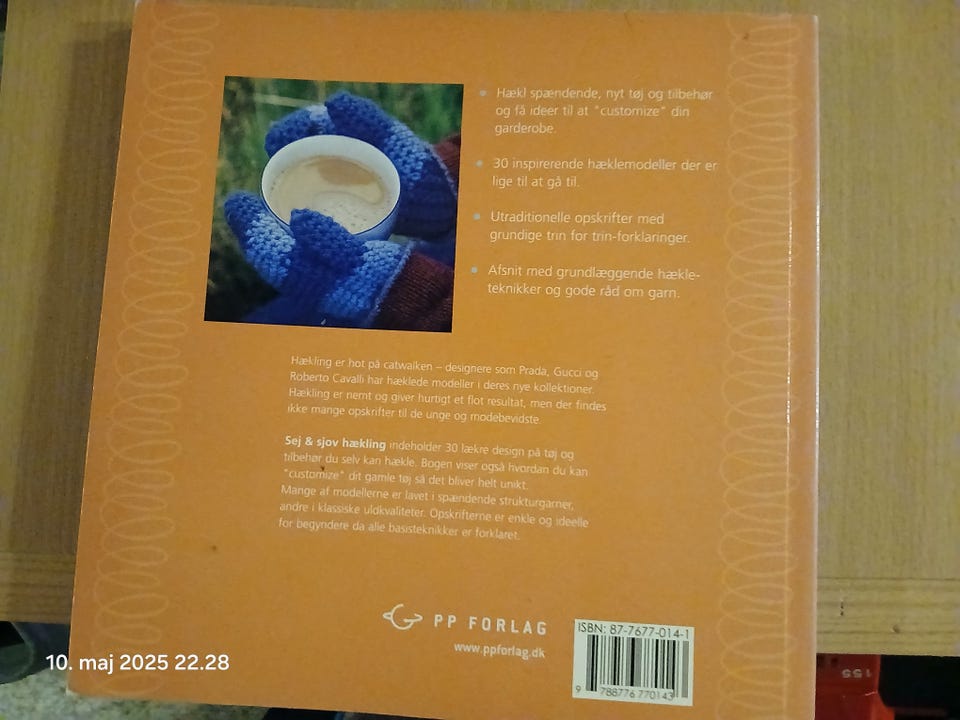 Hækl spændende, nyt tøj og tilbehør
og få ideer til at "customize" din
garderobe.
30 inspirerende hæklemodeller der er
lige til at gå til.
Utraditionelle opskrifter med
grundige trin for trin-forklaringer.
Afsnit med grundlæggende hækle-
teknikker og gode råd om garn.
Hækling er hot på catwalken – designere som Prada, Gucci og
Roberto Cavalli har hæklede modeller i deres nye kollektioner.
Hækling er nemt og giver hurtigt et flot resultat, men der findes
ikke mange opskrifter til de unge og modebevidste.
Sej & sjov hækling indeholder 30 lækre design på tøj og
tilbehør du selv kan hækle. Bogen viser også hvordan du kan
"customize" dit gamle tøj så det bliver helt unikt.
Mange af modellerne er lavet i spændende strukturgarner,
andre i klassiske uldkvaliteter. Opskrifterne er enkle og ideelle
for begyndere da alle basisteknikker er forklaret.
PP FORLAG
www.ppforlag.dk
ISBN: 87-7677-014-1
9 788776 770143
155
10. maj 2025 22.28